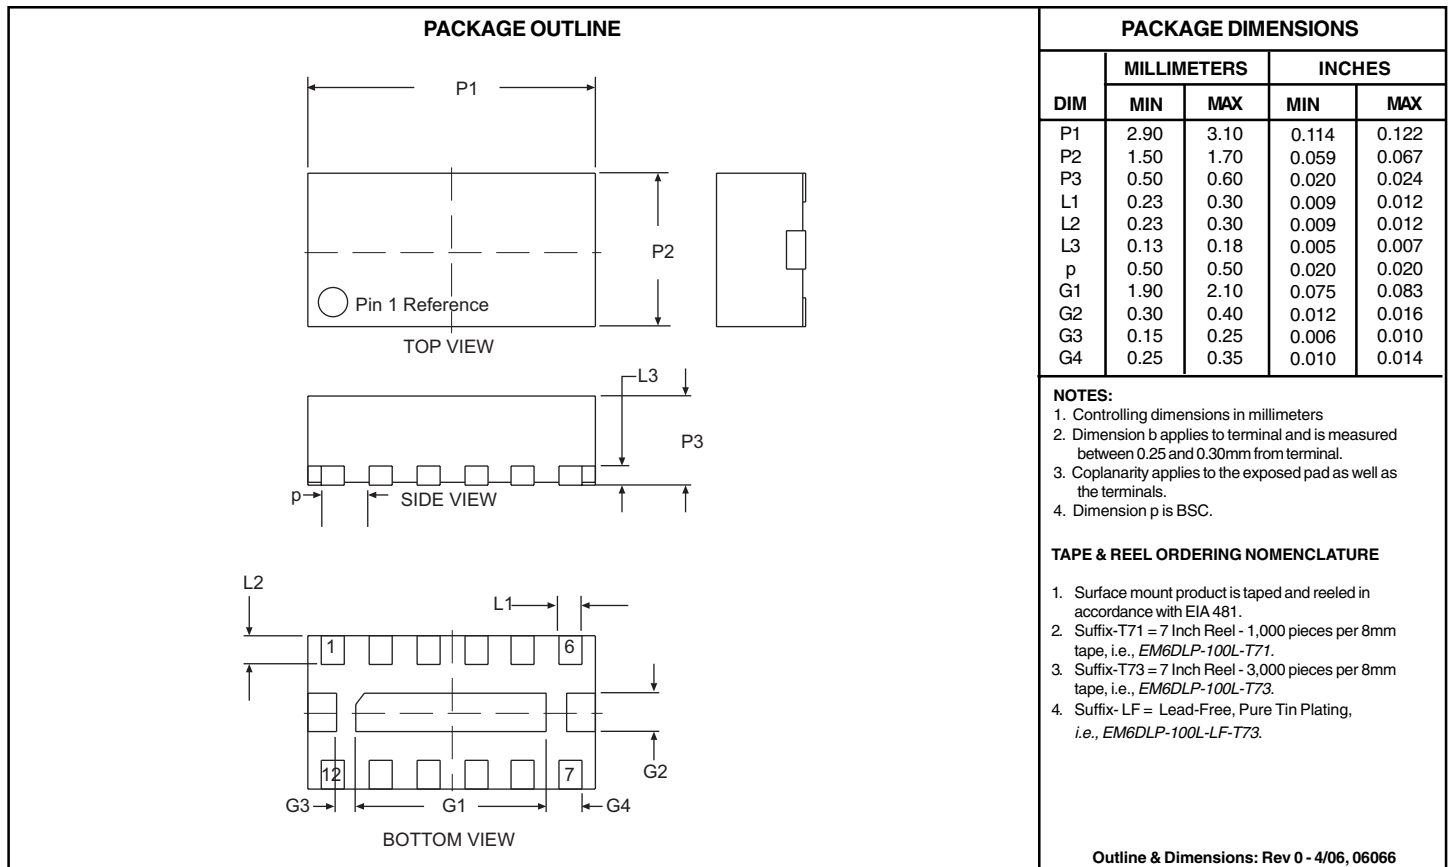 PACKAGE OUTLINE
P1
P2
Pin 1 Reference
TOP VIEW
L3
P3
p
SIDE VIEW
L2
L1
1
6
12
7
G2
G3
G1
G4
BOTTOM VIEW
PACKAGE DIMENSIONS
MILLIMETERS INCHES
DIM MIN MAX MIN MAX
P1 2.90 3.10 0.114 0.122
P2 1.50 1.70 0.059 0.067
P3 0.50 0.60 0.020 0.024
L1 0.23 0.30 0.009 0.012
L2 0.23 0.30 0.009 0.012
L3 0.13 0.18 0.005 0.007
p 0.50 0.50 0.020 0.020
G1 1.90 2.10 0.075 0.083
G2 0.30 0.40 0.012 0.016
G3 0.15 0.25 0.006 0.010
G4 0.25 0.35 0.010 0.014
NOTES:
1. Controlling dimensions in millimeters
2. Dimension b applies to terminal and is measured
between 0.25 and 0.30mm from terminal.
3. Coplanarity applies to the exposed pad as well as
the terminals.
4. Dimension p is BSC.
TAPE & REEL ORDERING NOMENCLATURE
1. Surface mount product is taped and reeled in
accordance with EIA 481.
2. Suffix-T71 = 7 Inch Reel - 1,000 pieces per 8mm
tape, i.e., EM6DLP-100L-T71.
3. Suffix-T73 = 7 Inch Reel - 3,000 pieces per 8mm
tape, i.e., EM6DLP-100L-T73.
4. Suffix- LF = Lead-Free, Pure Tin Plating,
i.e., EM6DLP-100L-LF-T73.
Outline & Dimensions: Rev 0 - 4/06, 06066